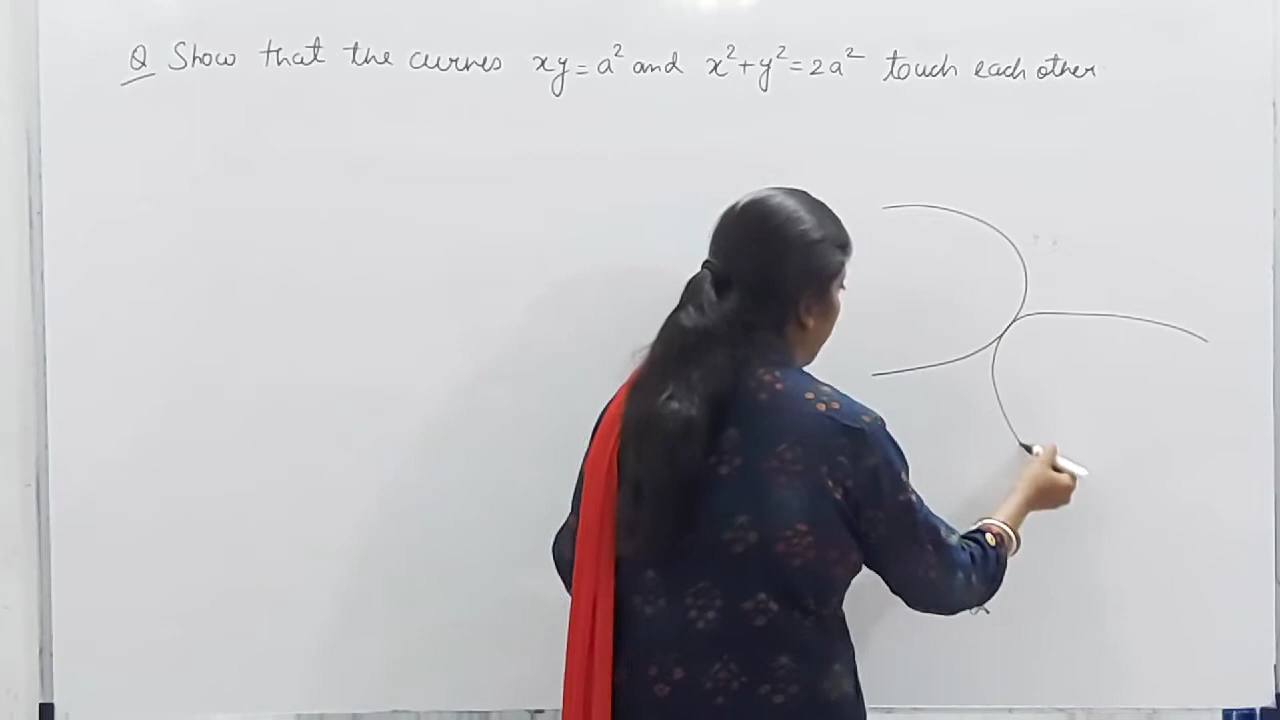 Q Show that the curves xy=a² and x²+y²=2a² touch each other